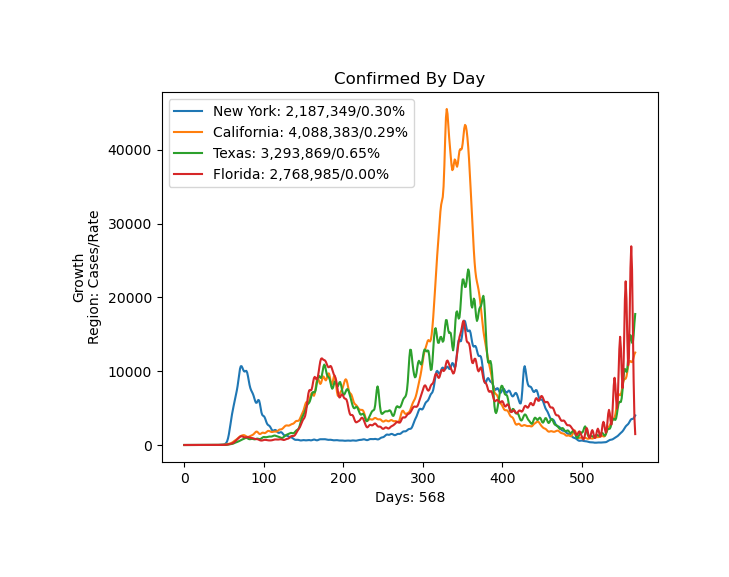 Confirmed By Day
New York: 2,187,349/0.30%
California: 4,088,383/0.29%
Texas: 3,293,869/0.65%
Florida: 2,768,985/0.00%
Growth
Region: Cases/Rate
40000
30000
20000
10000
0
0 100 200 300 400 500
Days: 568